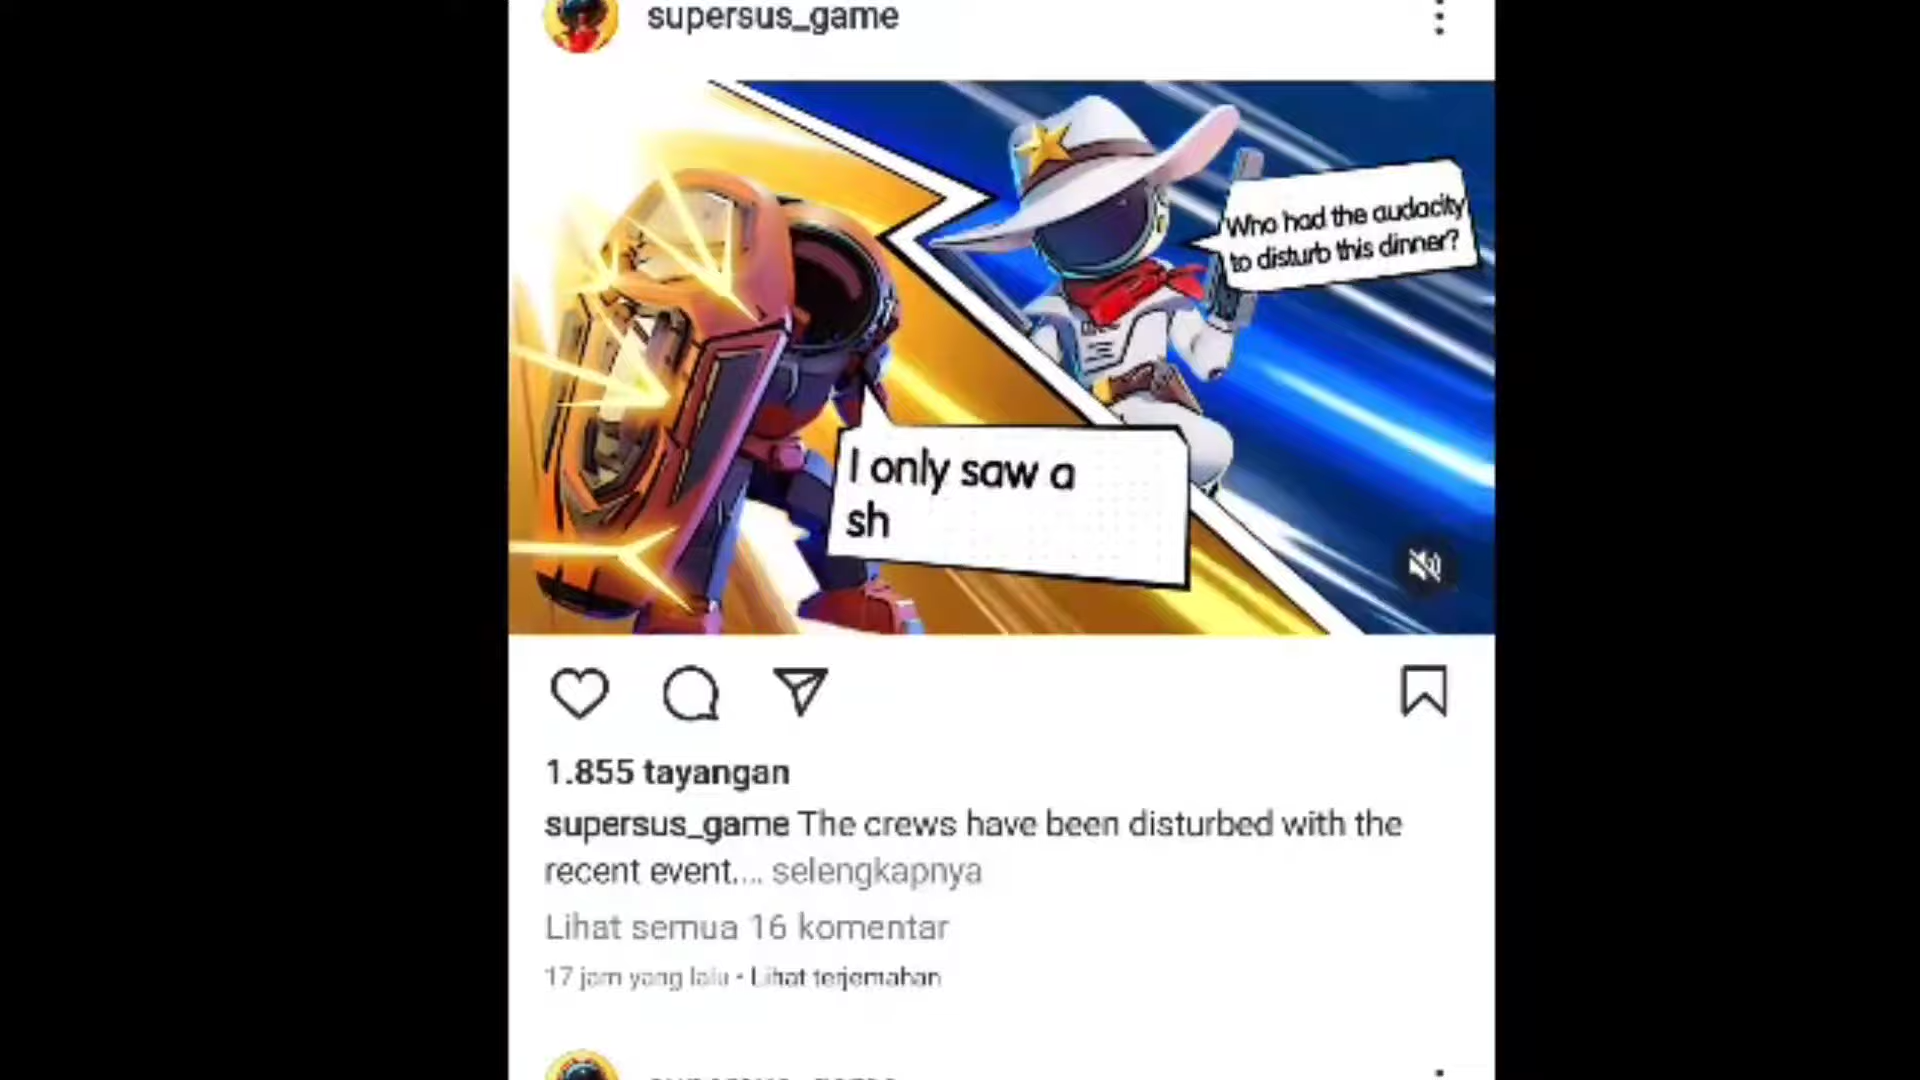 supersus_game
Who had the audacity
to disturb this dinner?
I only saw a
sh
1.855 tayangan
supersus_game The crews have been disturbed with the
recent event.... selengkapnya
Lihat semua 16 komentar
17 jam yang lalu • Lihat terjemahan